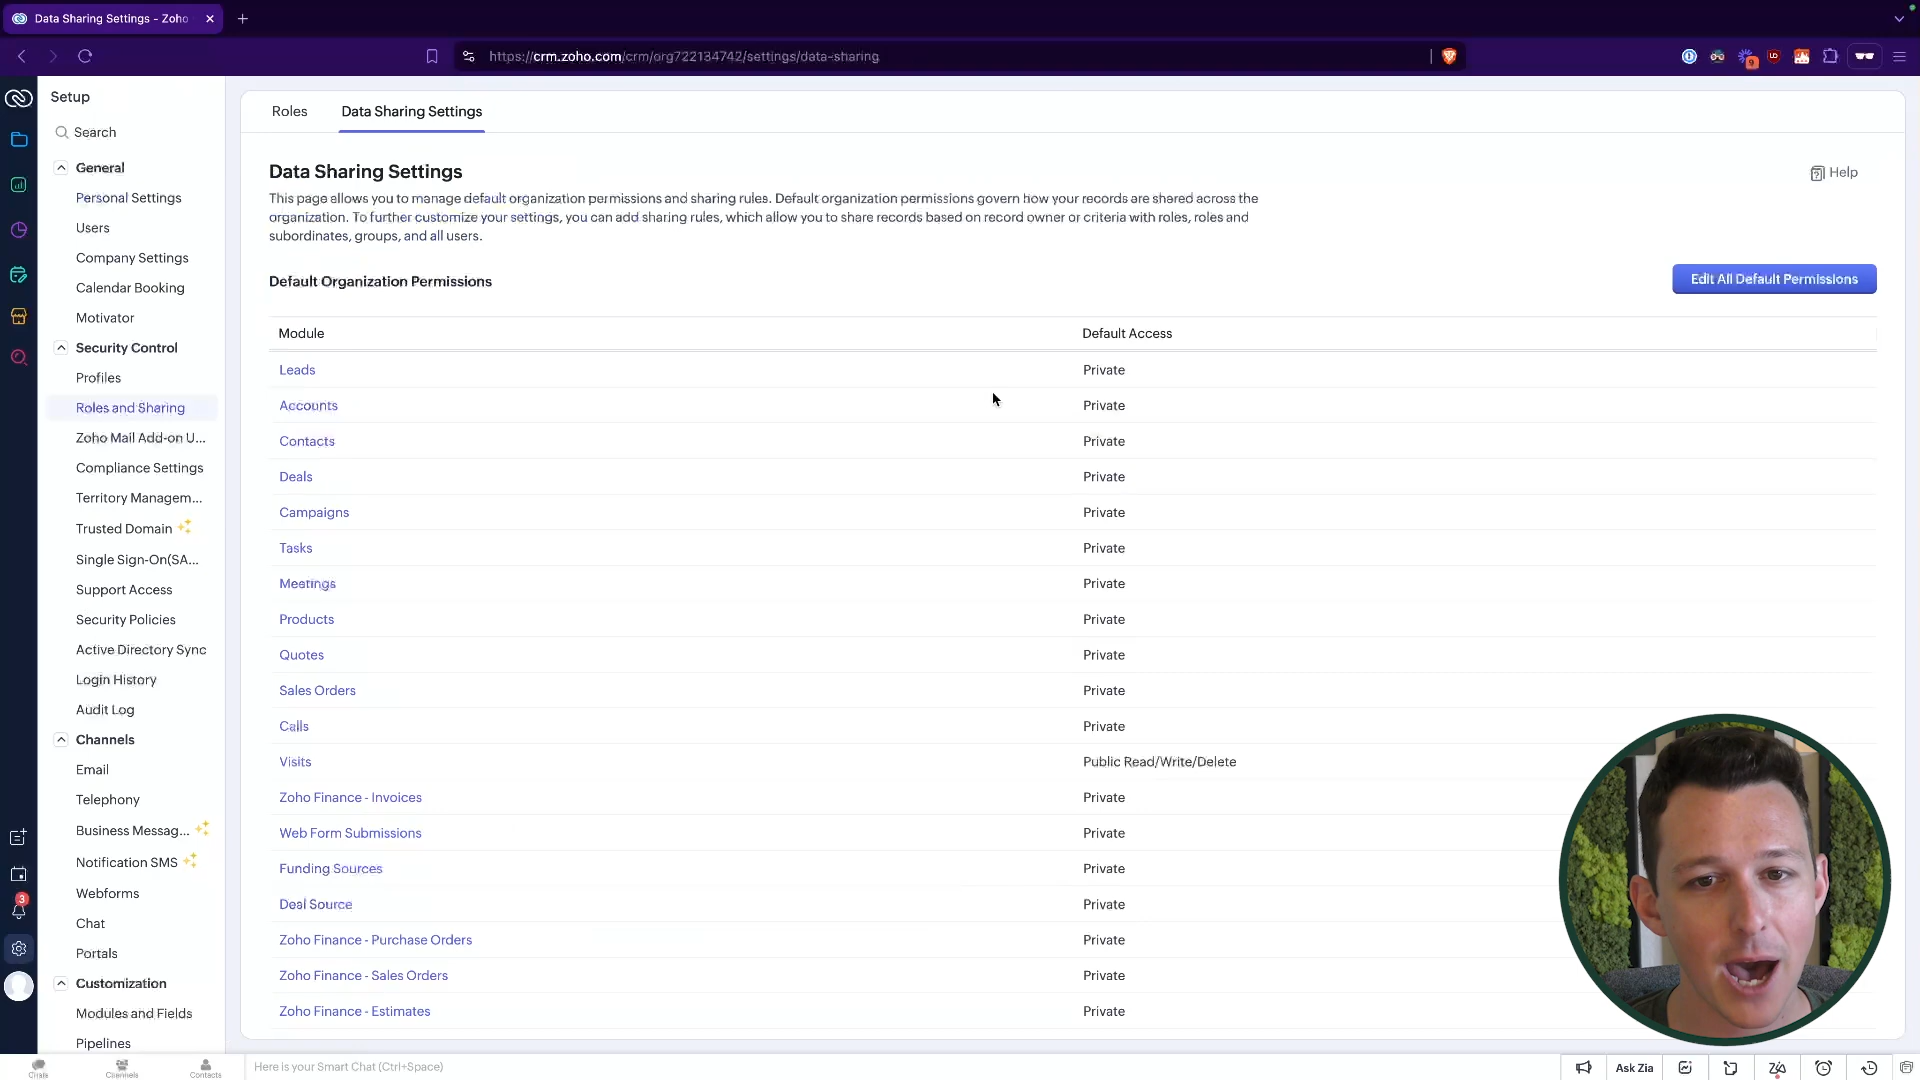 Data Sharing Settings - Zoho
https://crm.zoho.com/crm/org722134742/settings/data-sharing
9
Setup
Search
General
Personal Settings
Users
Company Settings
Calendar Booking
Motivator
Security Control
Profiles
Roles and Sharing
Zoho Mail Add-on U...
Compliance Settings
Territory Managem...
Trusted Domain
Single Sign-On(SA...
Support Access
Security Policies
Active Directory Sync
Login History
Audit Log
Channels
Email
Telephony
Business Messag...
Notification SMS
Webforms
Chat
Portals
Customization
Modules and Fields
Pipelines
3
Roles
Data Sharing Settings
Data Sharing Settings
Help
This page allows you to manage default organization permissions and sharing rules. Default organization permissions govern how your records are shared across the
organization. To further customize your settings, you can add sharing rules, which allow you to share records based on record owner or criteria with roles, roles and
subordinates, groups, and all users.
Default Organization Permissions
Edit All Default Permissions
Module Default Access
Leads Private
Accounts Private
Contacts Private
Deals Private
Campaigns Private
Tasks Private
Meetings Private
Products Private
Quotes Private
Sales Orders Private
Calls Private
Visits Public Read/Write/Delete
Zoho Finance - Invoices Private
Web Form Submissions Private
Funding Sources Private
Deal Source Private
Zoho Finance - Purchase Orders Private
Zoho Finance - Sales Orders Private
Zoho Finance - Estimates Private
Chats
Channels
Contacts
Here is your Smart Chat (Ctrl+Space)
Ask Zia